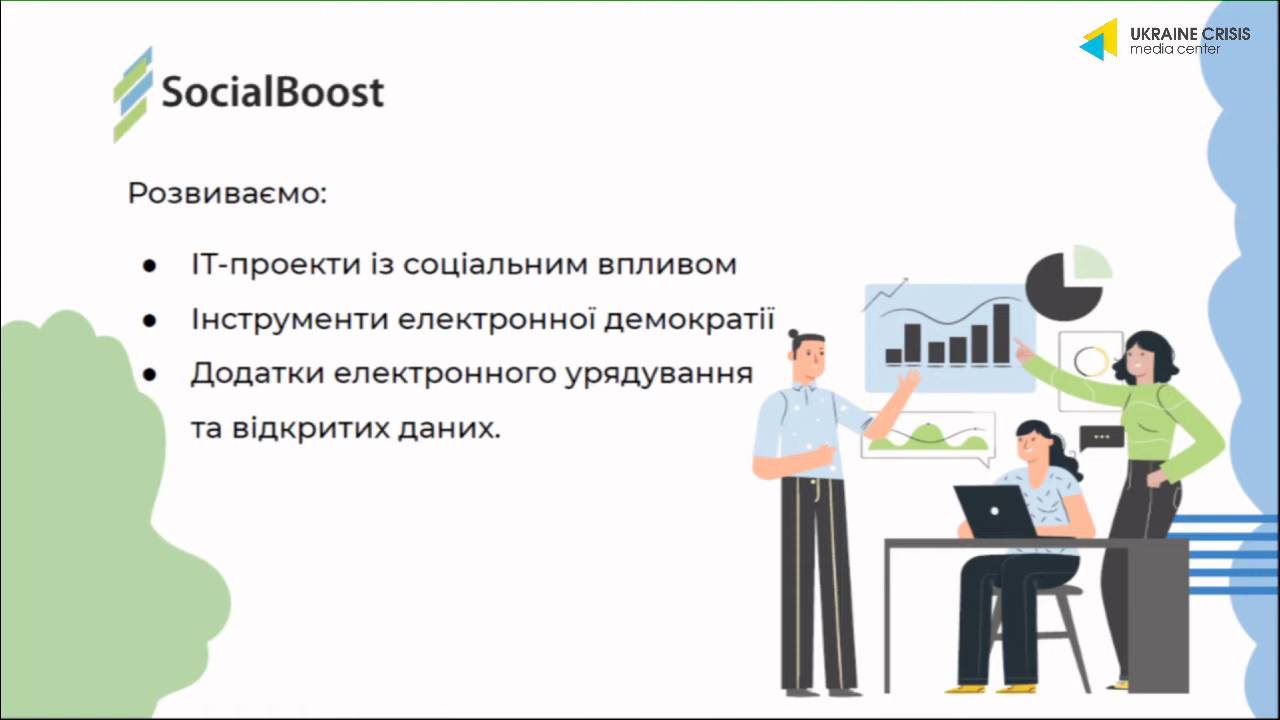 UKRAINE CRISIS
media center
SocialBoost
Розвиваємо:
● ІТ-проекти із соціальним впливом
● Інструменти електронної демократії
● Додатки електронного урядування
та відкритих даних.